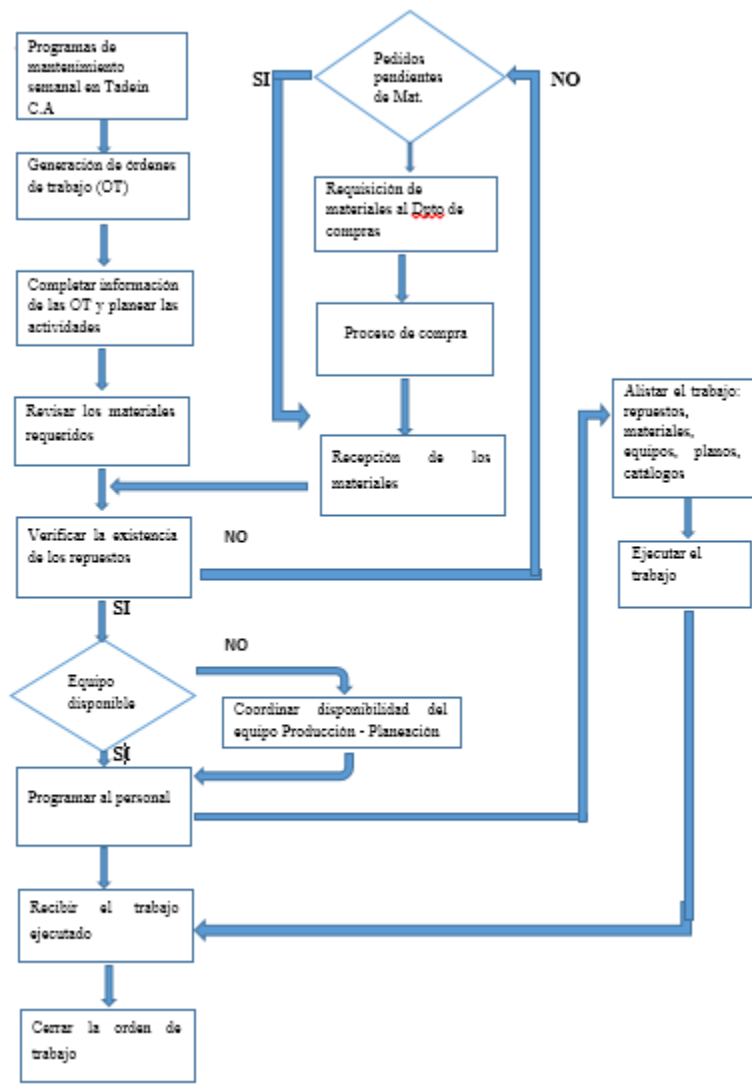 Programas de
mantenimiento
semanal en Tadein
C.A
Generación de órdenes
de trabajo (OT)
Completar información
de las OT y planear las
actividades
Revisar los materiales
requeridos
Verificar la existencia
de los repuestos
NO
SI
Equipo
disponible
NO
SI
Coordinar disponibilidad del
equipo Producción - Planeación
Programar al personal
Recibir el trabajo
ejecutado
Cerrar la orden de
trabajo
SI
Pedidos
pendientes
de Mat.
NO
Requisición de
materiales al Dpto de
compras
Proceso de compra
Recepción de los
materiales
Alistar el trabajo:
repuestos,
materiales,
equipos, planos,
catálogos
Ejecutar el
trabajo